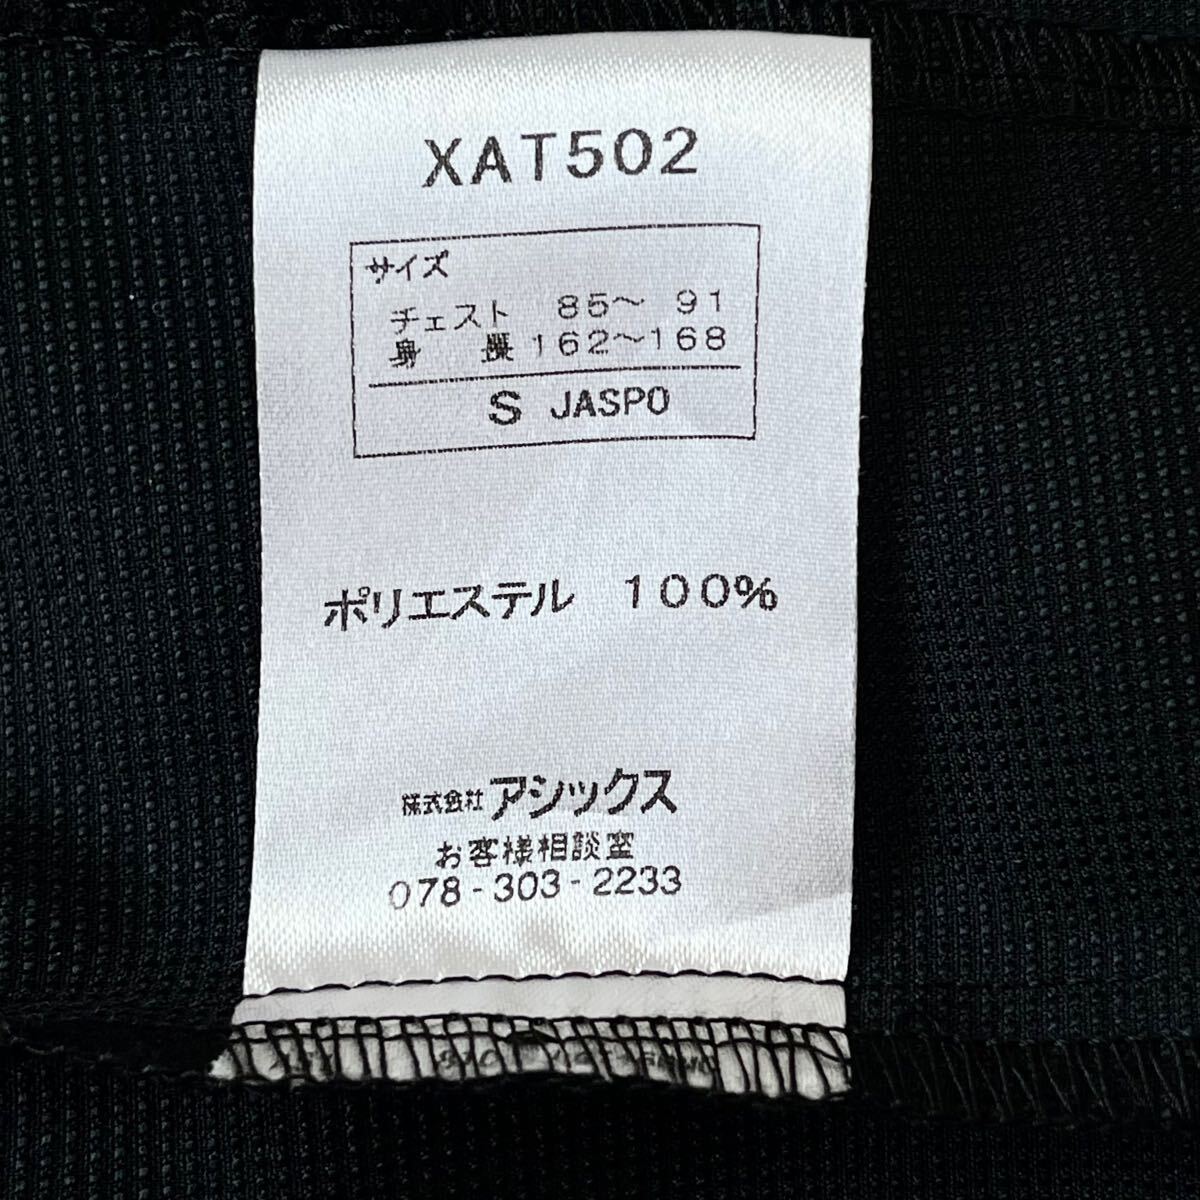 XAT502
サイズ
チェスト 85～ 91
身 長 162～168
S JASPO
ポリエステル 100%
株式会社アシックス
お客様相談室
078-303-2233